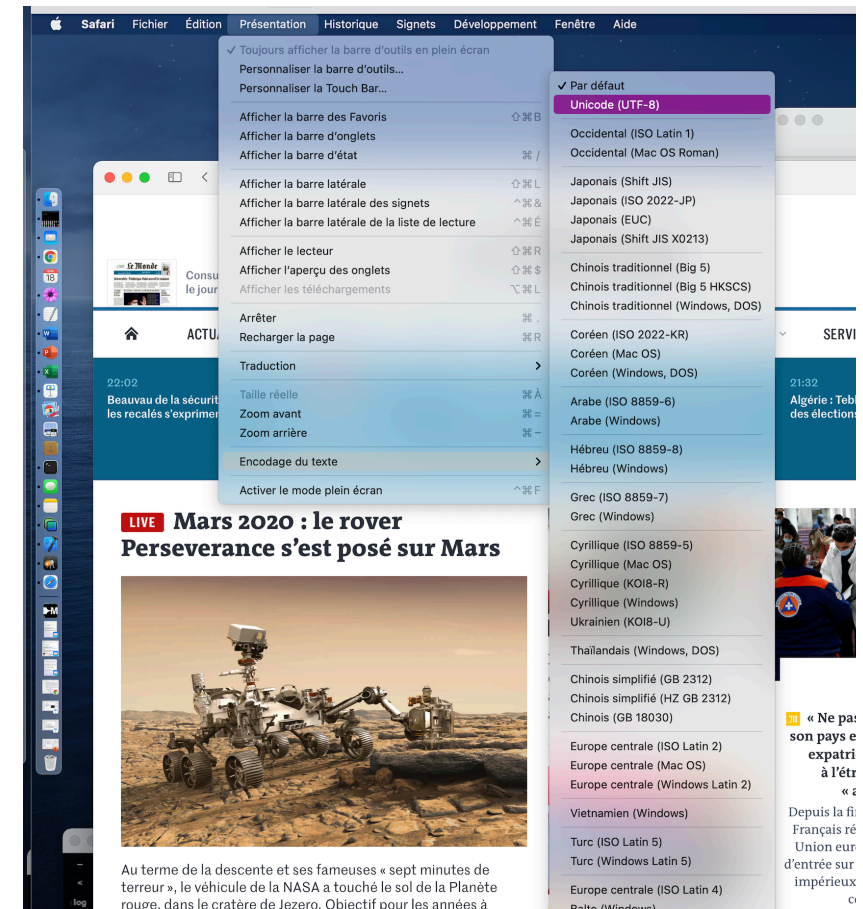 Safari Fichier Édition Présentation Historique Signets Développement Fenêtre Aide
✓ Toujours afficher la barre d'outils en plein écran
Personnaliser la barre d'outils...
Personnaliser la Touch Bar...
Afficher la barre des Favoris ⇧⌘B
Afficher la barre d'onglets
Afficher la barre d'état ⌘ /
Afficher la barre latérale ⇧⌘L
Afficher la barre latérale des signets ^⌘&
Afficher la barre latérale de la liste de lecture ^⌘É
Afficher le lecteur ⇧⌘R
Afficher l'aperçu des onglets ⇧⌘$
Afficher les téléchargements ⌥⌘L
Arrêter ⌘ .
Recharger la page ⌘R
Traduction
Taille réelle ⌘À
Zoom avant ⌘=
Zoom arrière ⌘−
Encodage du texte
Activer le mode plein écran ^⌘F
✓ Par défaut
Unicode (UTF-8)
Occidental (ISO Latin 1)
Occidental (Mac OS Roman)
Japonais (Shift JIS)
Japonais (ISO 2022-JP)
Japonais (EUC)
Japonais (Shift JIS X0213)
Chinois traditionnel (Big 5)
Chinois traditionnel (Big 5 HKSCS)
Chinois traditionnel (Windows, DOS)
Coréen (ISO 2022-KR)
Coréen (Mac OS)
Coréen (Windows, DOS)
Arabe (ISO 8859-6)
Arabe (Windows)
Hébreu (ISO 8859-8)
Hébreu (Windows)
Grec (ISO 8859-7)
Grec (Windows)
Cyrillique (ISO 8859-5)
Cyrillique (Mac OS)
Cyrillique (KOI8-R)
Cyrillique (Windows)
Ukrainien (KOI8-U)
Thaïlandais (Windows, DOS)
Chinois simplifié (GB 2312)
Chinois simplifié (HZ GB 2312)
Chinois (GB 18030)
Europe centrale (ISO Latin 2)
Europe centrale (Mac OS)
Europe centrale (Windows Latin 2)
Vietnamien (Windows)
Turc (ISO Latin 5)
Turc (Windows Latin 5)
Europe centrale (ISO Latin 4)
Balte (Windows)
18
Le Monde
Consu
le jour
ACTU
SERVI
22:02
Beauvau de la sécurit
les recalés s'exprimer
21:32
Algérie : Tebl
des élections
LIVE Mars 2020 : le rover
Perseverance s'est posé sur Mars
Au terme de la descente et ses fameuses « sept minutes de
terreur », le véhicule de la NASA a touché le sol de la Planète
rouge, dans le cratère de Jezero. Objectif pour les années à
« Ne pas
son pays e
expatri
à l'étr
« a
Depuis la fin
Français ré
Union eur
d'entrée sur
impérieux
log